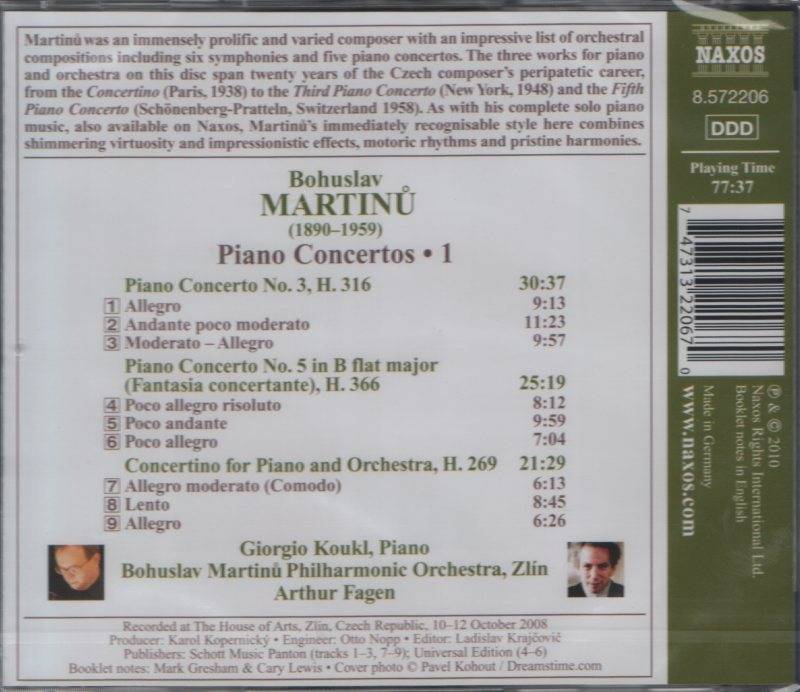 Martinů was an immensely prolific and varied composer with an impressive list of orchestral
compositions including six symphonies and five piano concertos. The three works for piano
and orchestra on this disc span twenty years of the Czech composer's peripatetic career,
from the Concertino (Paris, 1938) to the Third Piano Concerto (New York, 1948) and the Fifth
Piano Concerto (Schönenberg-Pratteln, Switzerland 1958). As with his complete solo piano
music, also available on Naxos, Martinů's immediately recognisable style here combines
shimmering virtuosity and impressionistic effects, motoric rhythms and pristine harmonies.
Bohuslav
MARTINŮ
(1890–1959)
Piano Concertos • 1
Piano Concerto No. 3, H. 316 30:37
1 Allegro 9:13
2 Andante poco moderato 11:23
3 Moderato – Allegro 9:57
Piano Concerto No. 5 in B flat major
(Fantasia concertante), H. 366 25:19
4 Poco allegro risoluto 8:12
5 Poco andante 9:59
6 Poco allegro 7:04
Concertino for Piano and Orchestra, H. 269 21:29
7 Allegro moderato (Comodo) 6:13
8 Lento 8:45
9 Allegro 6:26
Giorgio Koukl, Piano
Bohuslav Martinů Philharmonic Orchestra, Zlín
Arthur Fagen
Recorded at The House of Arts, Zlín, Czech Republic, 10–12 October 2008
Producer: Karol Kopernický • Engineer: Otto Nopp • Editor: Ladislav Krajčovič
Publishers: Schott Music Panton (tracks 1–3, 7–9); Universal Edition (4–6)
Booklet notes: Mark Gresham & Cary Lewis • Cover photo © Pavel Kohout / Dreamstime.com
NAXOS
8.572206
DDD
Playing Time
77:37
7 47313 22067 0
℗ & © 2010
Naxos Rights International Ltd.
Booklet notes in English
Made in Germany
www.naxos.com